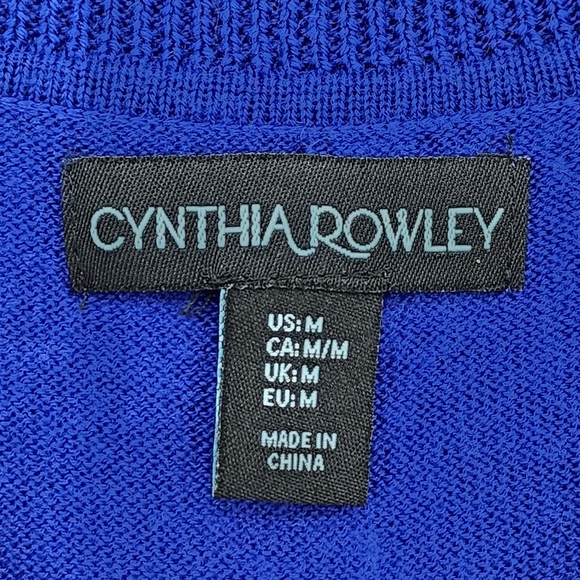 CYNTHIA ROWLEY
US: M
CA: M/M
UK: M
EU: M
MADE IN
CHINA